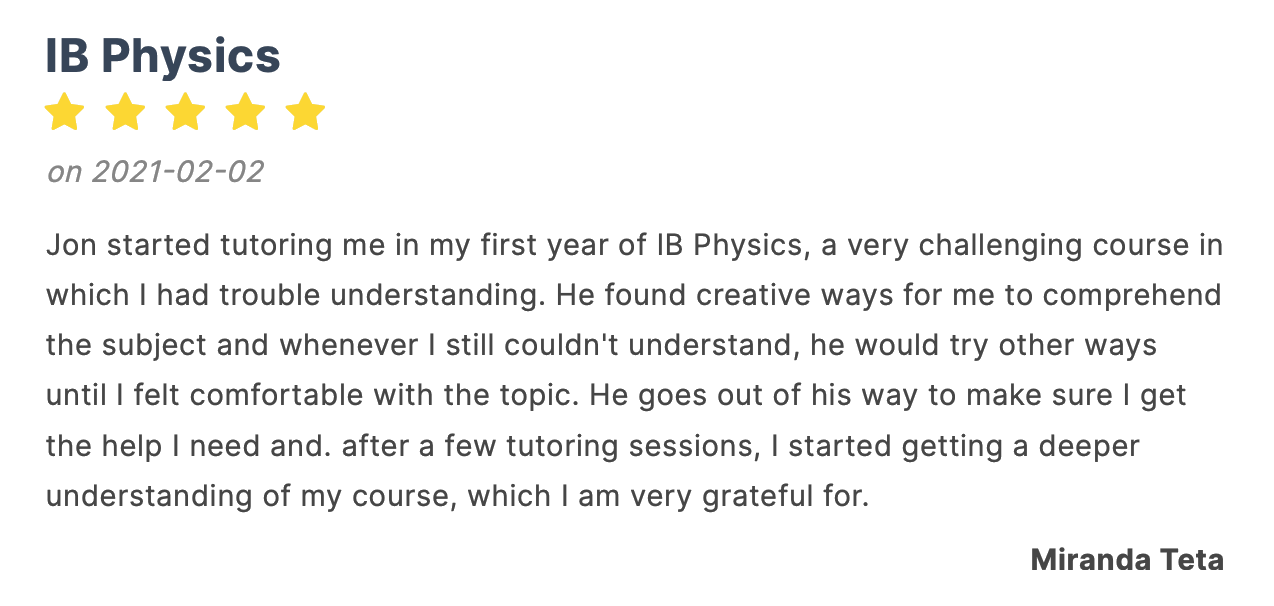 IB Physics
on 2021-02-02
Jon started tutoring me in my first year of IB Physics, a very challenging course in
which I had trouble understanding. He found creative ways for me to comprehend
the subject and whenever I still couldn't understand, he would try other ways
until I felt comfortable with the topic. He goes out of his way to make sure I get
the help I need and. after a few tutoring sessions, I started getting a deeper
understanding of my course, which I am very grateful for.
Miranda Teta